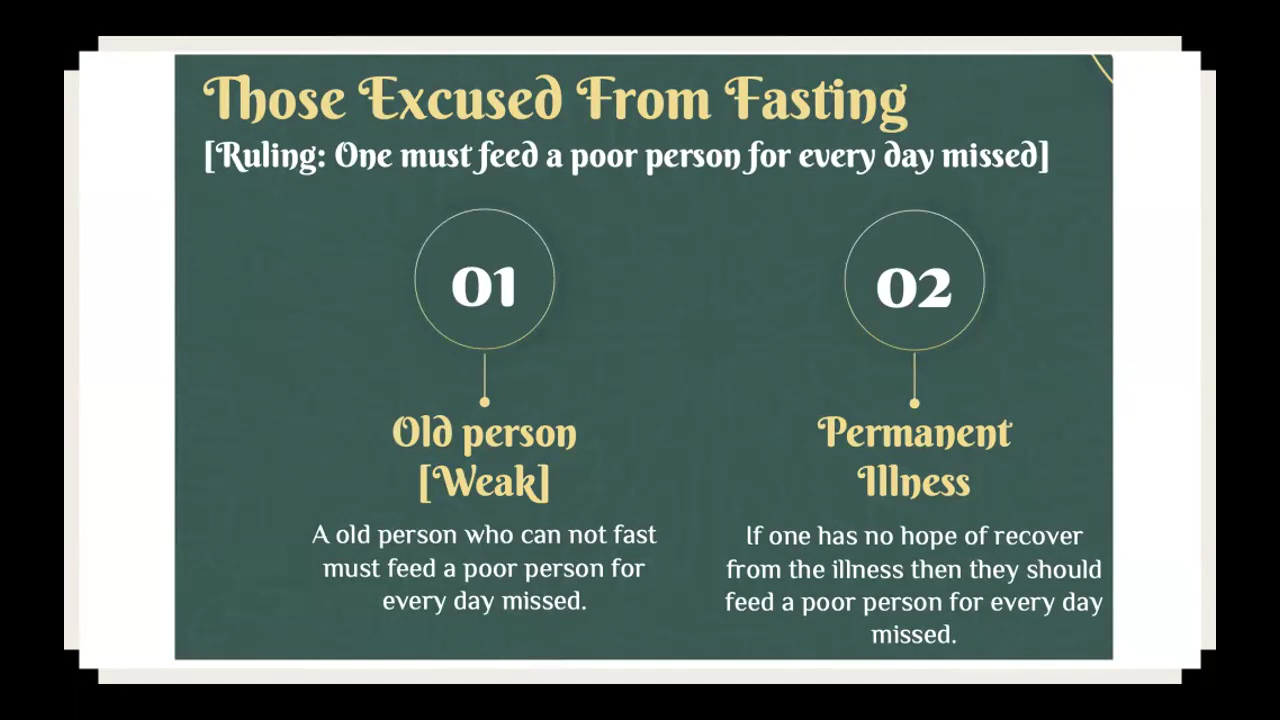 Those Excused From Fasting
[Ruling: One must feed a poor person for every day missed]
01
Old person
[Weak]
A old person who can not fast
must feed a poor person for
every day missed.
02
Permanent
Illness
If one has no hope of recover
from the illness then they should
feed a poor person for every day
missed.